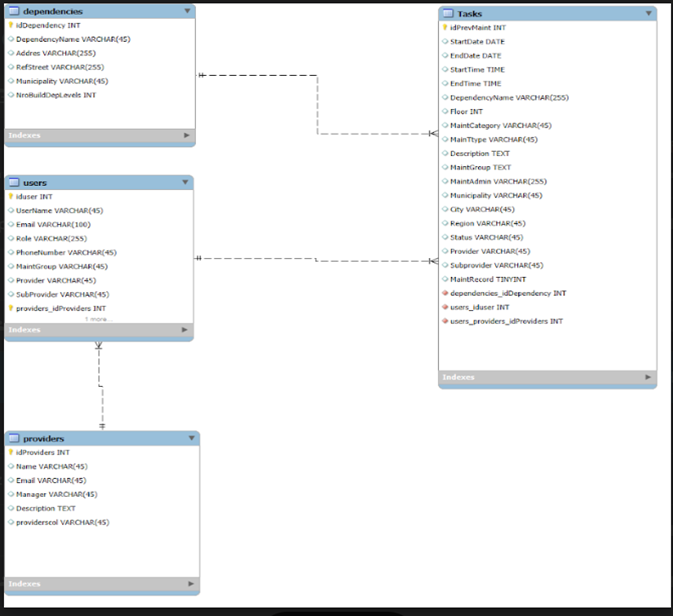 dependencies
idDependency INT
DependencyName VARCHAR(45)
Addres VARCHAR(255)
RefStreet VARCHAR(255)
Municipality VARCHAR(45)
NroBuildDepLevels INT
Indexes
users
iduser INT
UserName VARCHAR(45)
Email VARCHAR(100)
Role VARCHAR(255)
PhoneNumber VARCHAR(45)
MaintGroup VARCHAR(45)
Provider VARCHAR(45)
SubProvider VARCHAR(45)
providers_idProviders INT
1 more...
Indexes
providers
idProviders INT
Name VARCHAR(45)
Email VARCHAR(45)
Manager VARCHAR(45)
Description TEXT
providerscol VARCHAR(45)
Indexes
Tasks
idPrevMaint INT
StartDate DATE
EndDate DATE
StartTime TIME
EndTime TIME
DependencyName VARCHAR(255)
Floor INT
MaintCategory VARCHAR(45)
MainTtype VARCHAR(45)
Description TEXT
MaintGroup TEXT
MaintAdmin VARCHAR(255)
Municipality VARCHAR(45)
City VARCHAR(45)
Region VARCHAR(45)
Status VARCHAR(45)
Provider VARCHAR(45)
Subprovider VARCHAR(45)
MaintRecord TINYINT
dependencies_idDependency INT
users_iduser INT
users_providers_idProviders INT
Indexes